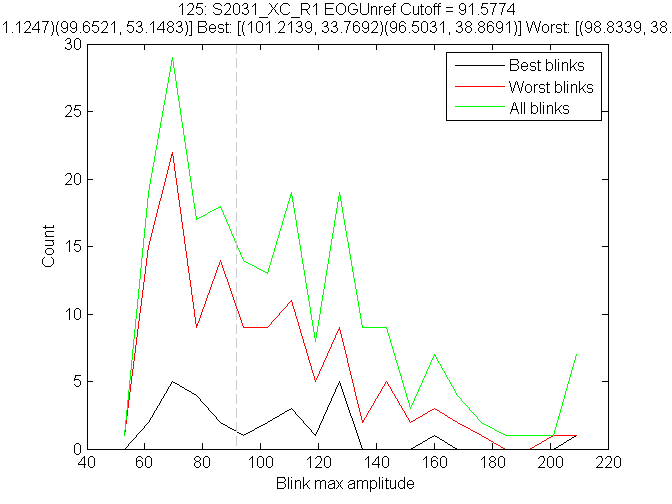 125: S2031_XC_R1 EOGUnref Cutoff = 91.5774
1.1247)(99.6521, 53.1483)] Best: [(101.2139, 33.7692)(96.5031, 38.8691)] Worst: [(98.8339, 38.
Best blinks
Worst blinks
All blinks
30
25
20
15
10
5
0
Count
40 60 80 100 120 140 160 180 200 220
Blink max amplitude